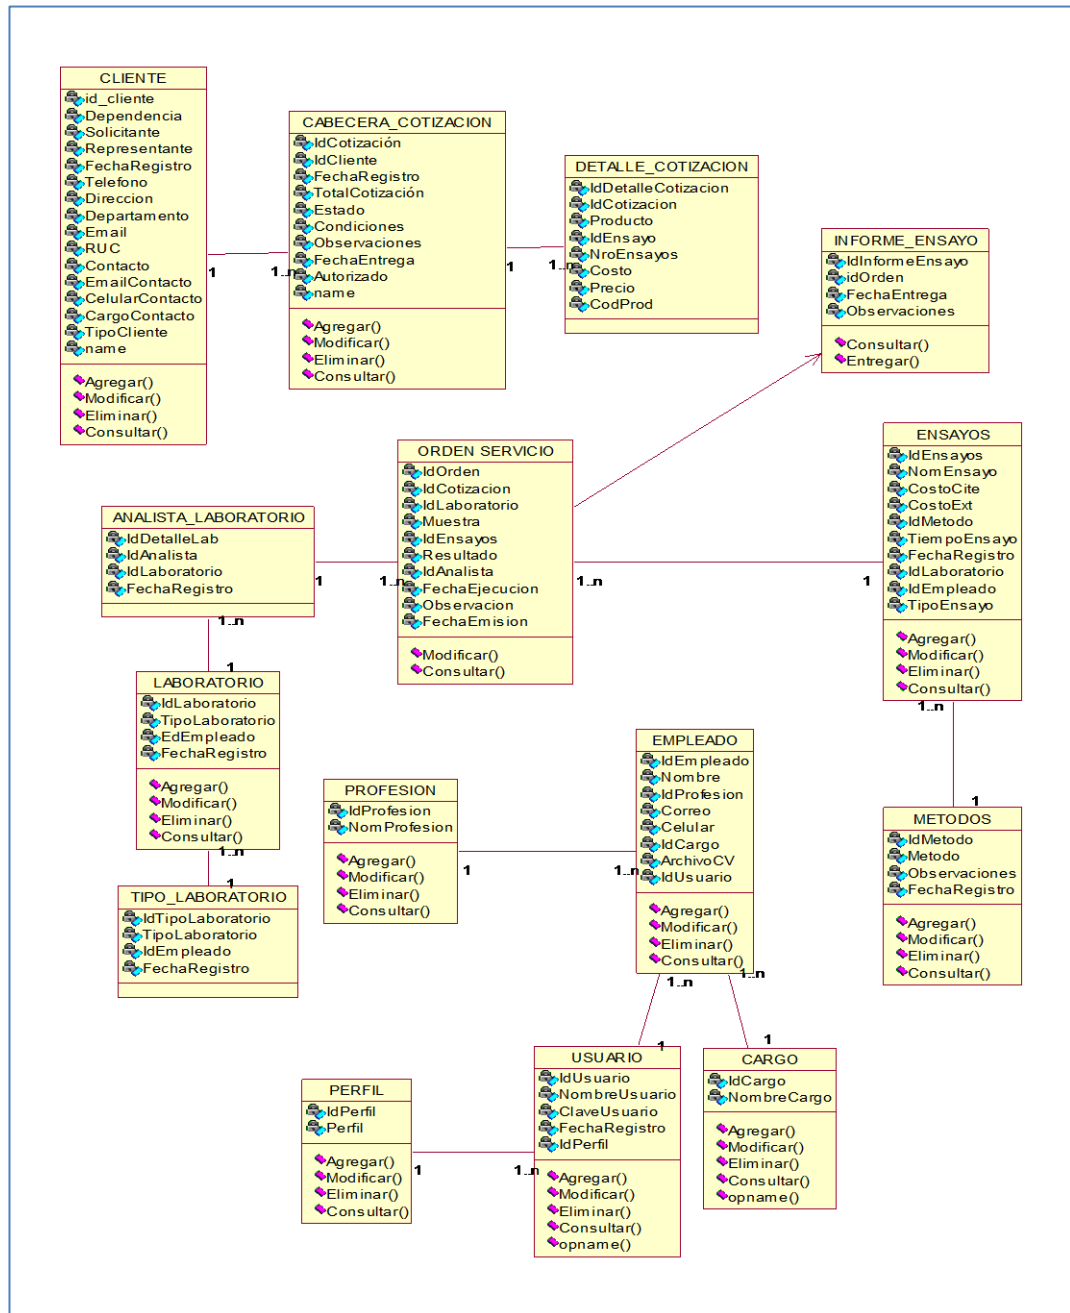 CLIENTE
id_cliente
Dependencia
Solicitante
Representante
FechaRegistro
Telefono
Direccion
Departamento
Email
RUC
Contacto
EmailContacto
CelularContacto
CargoContacto
TipoCliente
name
Agregar()
Modificar()
Eliminar()
Consultar()
1
1..n
CABECERA_COTIZACION
IdCotización
IdCliente
FechaRegistro
TotalCotización
Estado
Condiciones
Observaciones
FechaEntrega
Autorizado
name
Agregar()
Modificar()
Eliminar()
Consultar()
1
1..n
DETALLE_COTIZACION
IdDetalleCotizacion
IdCotizacion
Producto
IdEnsayo
NroEnsayos
Costo
Precio
CodProd
INFORME_ENSAYO
IdInformeEnsayo
idOrden
FechaEntrega
Observaciones
Consultar()
Entregar()
ORDEN SERVICIO
IdOrden
IdCotizacion
IdLaboratorio
Muestra
IdEnsayos
Resultado
IdAnalista
FechaEjecucion
Observacion
FechaEmision
Modificar()
Consultar()
1..n
1
ENSAYOS
IdEnsayos
NomEnsayo
CostoCite
CostoExt
IdMetodo
TiempoEnsayo
FechaRegistro
IdLaboratorio
IdEmpleado
TipoEnsayo
Agregar()
Modificar()
Eliminar()
Consultar()
1..n
1
ANALISTA_LABORATORIO
IdDetalleLab
IdAnalista
IdLaboratorio
FechaRegistro
1
1..n
1..n
1
LABORATORIO
IdLaboratorio
TipoLaboratorio
EdEmpleado
FechaRegistro
Agregar()
Modificar()
Eliminar()
Consultar()
1..n
1
TIPO_LABORATORIO
IdTipoLaboratorio
TipoLaboratorio
IdEmpleado
FechaRegistro
PROFESION
IdProfesion
NomProfesion
Agregar()
Modificar()
Eliminar()
Consultar()
1
1..n
EMPLEADO
IdEmpleado
Nombre
IdProfesion
Correo
Celular
IdCargo
ArchivoCV
IdUsuario
Agregar()
Modificar()
Eliminar()
Consultar()
1..n
1..n
1
1
METODOS
IdMetodo
Metodo
Observaciones
FechaRegistro
Agregar()
Modificar()
Eliminar()
Consultar()
PERFIL
IdPerfil
Perfil
Agregar()
Modificar()
Eliminar()
Consultar()
1
1..n
USUARIO
IdUsuario
NombreUsuario
ClaveUsuario
FechaRegistro
IdPerfil
Agregar()
Modificar()
Eliminar()
Consultar()
opname()
CARGO
IdCargo
NombreCargo
Agregar()
Modificar()
Eliminar()
Consultar()
opname()